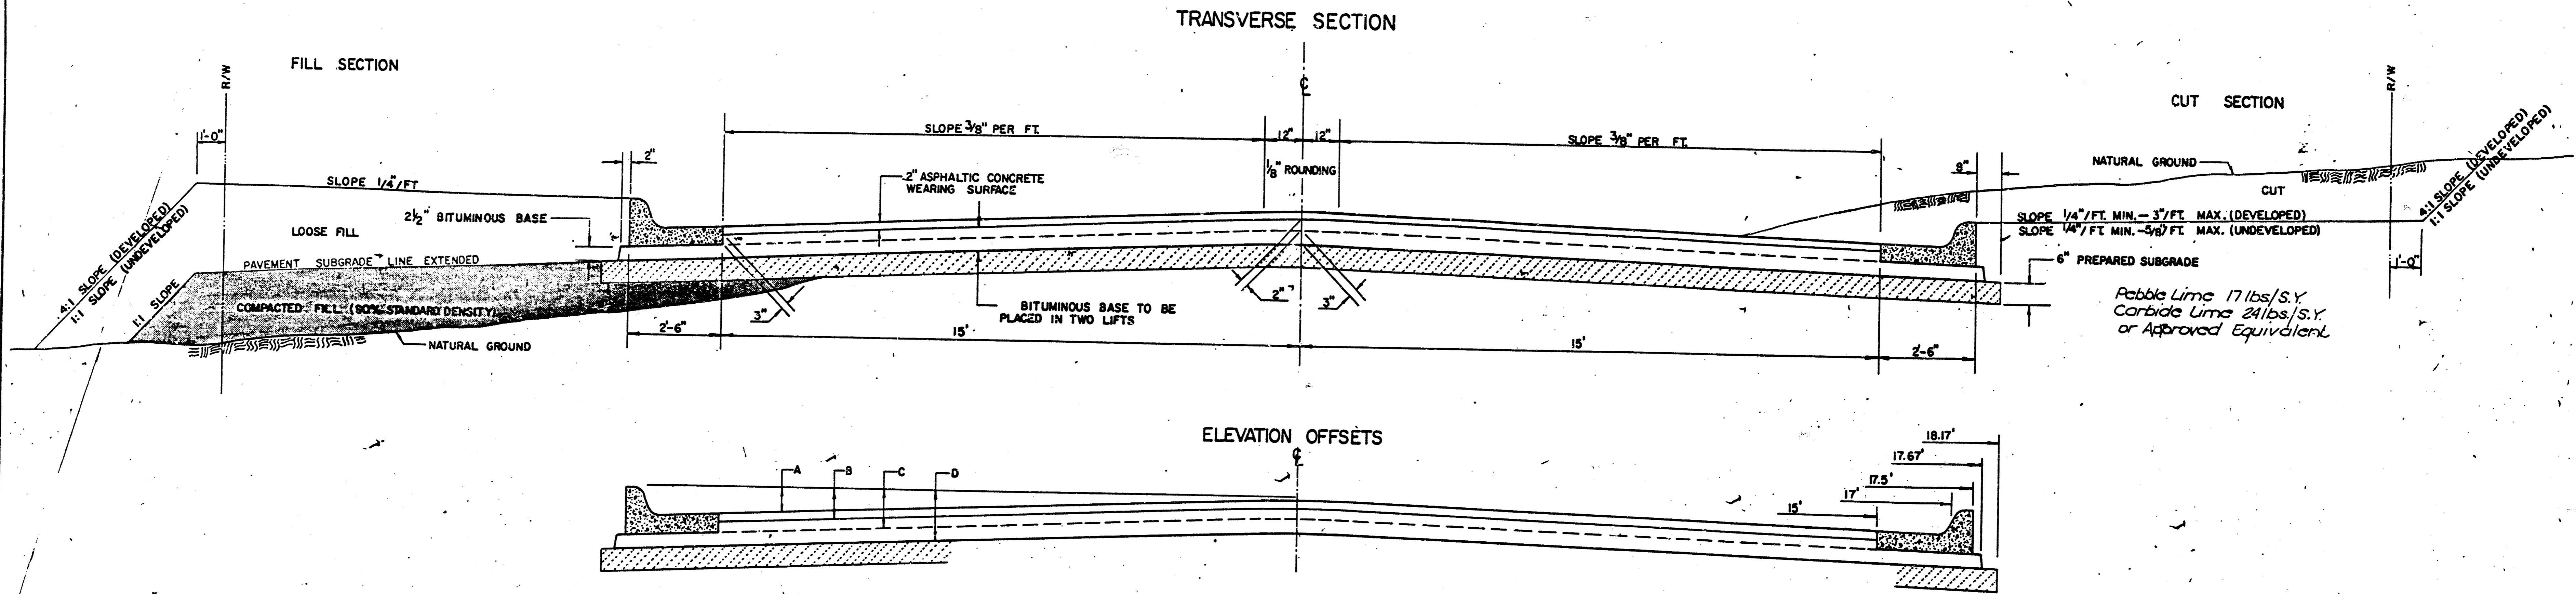 TRANSVERSE SECTION
FILL SECTION
R/W
℄
R/W
CUT SECTION
1'-0"
SLOPE 3/8" PER FT.
12"
12"
SLOPE 3/8" PER FT.
2"
1/8" ROUNDING
8"
NATURAL GROUND
4:1 SLOPE (DEVELOPED)
1:1 SLOPE (UNDEVELOPED)
SLOPE 1/4"/FT
2" ASPHALTIC CONCRETE
WEARING SURFACE
CUT
2 1/2" BITUMINOUS BASE
SLOPE 1/4"/FT. MIN.- 3"/FT. MAX. (DEVELOPED)
SLOPE 1/4"/FT. MIN.-5/8"/FT. MAX. (UNDEVELOPED)
LOOSE FILL
4:1 SLOPE (DEVELOPED)
1:1 SLOPE (UNDEVELOPED)
1:1 SLOPE
PAVEMENT SUBGRADE LINE EXTENDED
6" PREPARED SUBGRADE
1'-0"
COMPACTED FILL (90% STANDARD DENSITY)
3"
BITUMINOUS BASE TO BE
PLACED IN TWO LIFTS
2"
3"
Pebble Lime 17 lbs/S.Y.
Carbide Lime 24 lbs./S.Y.
or Approved Equivalent
NATURAL GROUND
2'-6"
15'
15'
2'-6"
ELEVATION OFFSETS
℄
A
B
C
D
18.17'
17.67'
17.5'
17'
15'